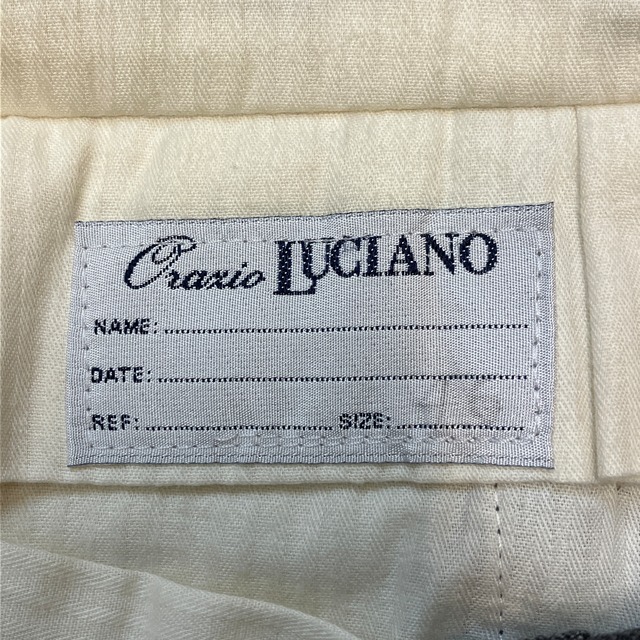 Orazio LUCIANO
NAME:
DATE:
REF: SIZE: